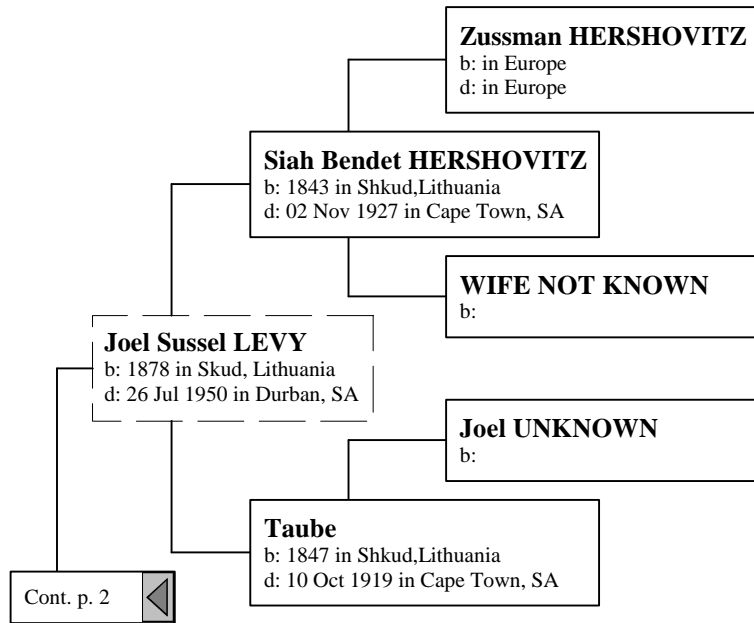 Zussman HERSHOVITZ
b: in Europe
d: in Europe
Siah Bendet HERSHOVITZ
b: 1843 in Shkud,Lithuania
d: 02 Nov 1927 in Cape Town, SA
WIFE NOT KNOWN
b:
Joel Sussel LEVY
b: 1878 in Skud, Lithuania
d: 26 Jul 1950 in Durban, SA
Joel UNKNOWN
b:
Taube
b: 1847 in Shkud,Lithuania
d: 10 Oct 1919 in Cape Town, SA
Cont. p. 2